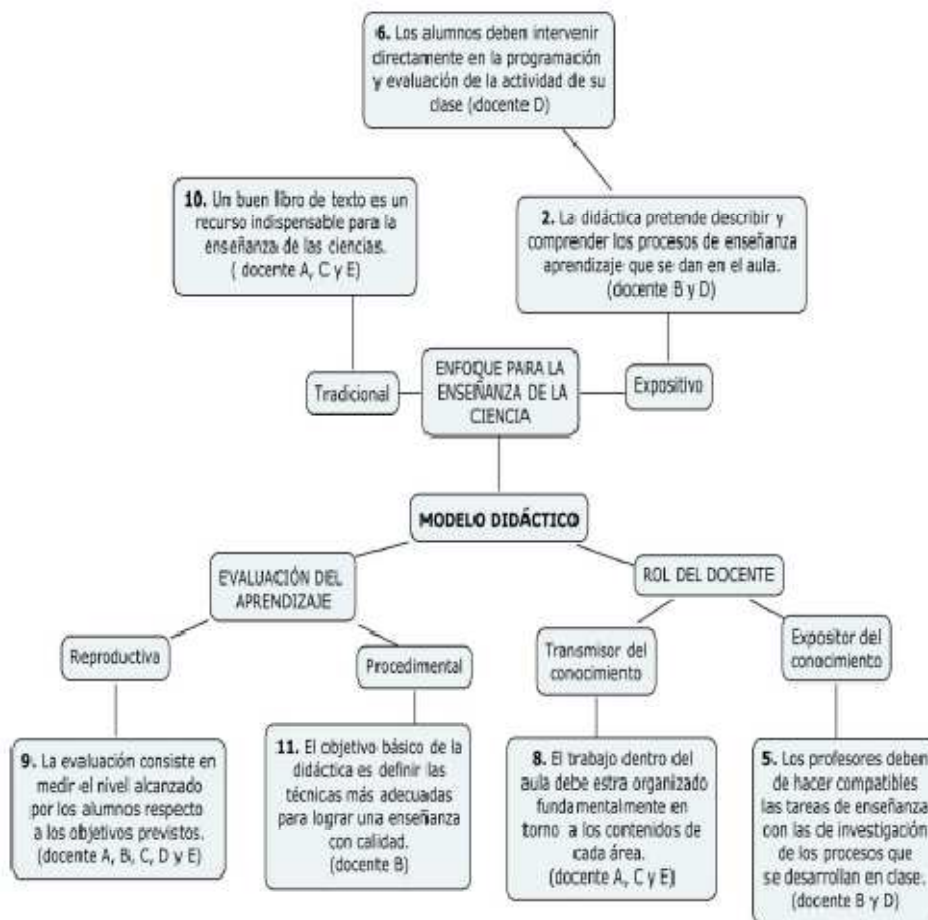 6. Los alumnos deben intervenir
directamente en la programación
y evaluación de la actividad de su
clase (docente D)
10. Un buen libro de texto es un
recurso indispensable para la
enseñanza de las ciencias.
( docente A, C y E)
2. La didáctica pretende describir y
comprender los procesos de enseñanza
aprendizaje que se dan en el aula.
(docente B y D)
Tradicional
ENFOQUE PARA LA
ENSEÑANZA DE LA
CIENCIA
Expositivo
MODELO DIDÁCTICO
EVALUACIÓN DEL
APRENDIZAJE
ROL DEL DOCENTE
Reproductiva
Procedimental
Transmisor del
conocimiento
Expositor del
conocimiento
9. La evaluación consiste en
medir el nivel alcanzado
por los alumnos respecto
a los objetivos previstos.
(docente A, B, C, D y E)
11. El objetivo básico de la
didáctica es definir las
técnicas más adecuadas
para lograr una enseñanza
con calidad.
(docente B)
8. El trabajo dentro del
aula debe estra organizado
fundamentalmente en
torno a los contenidos de
cada área.
(docente A, C y E)
5. Los profesores deben
de hacer compatibles
las tareas de enseñanza
con las de investigación
de los procesos que
se desarrollan en clase.
(docente B y D)